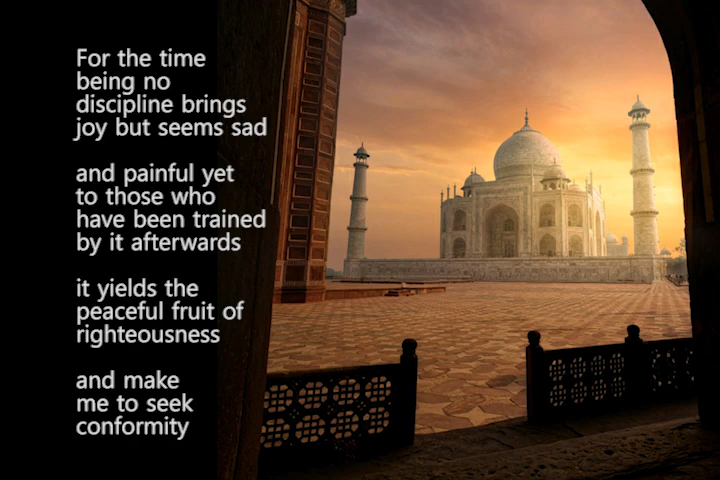 For the time
being no
discipline brings
joy but seems sad
and painful yet
to those who
have been trained
by it afterwards
it yields the
peaceful fruit of
righteousness
and make
me to seek
conformity